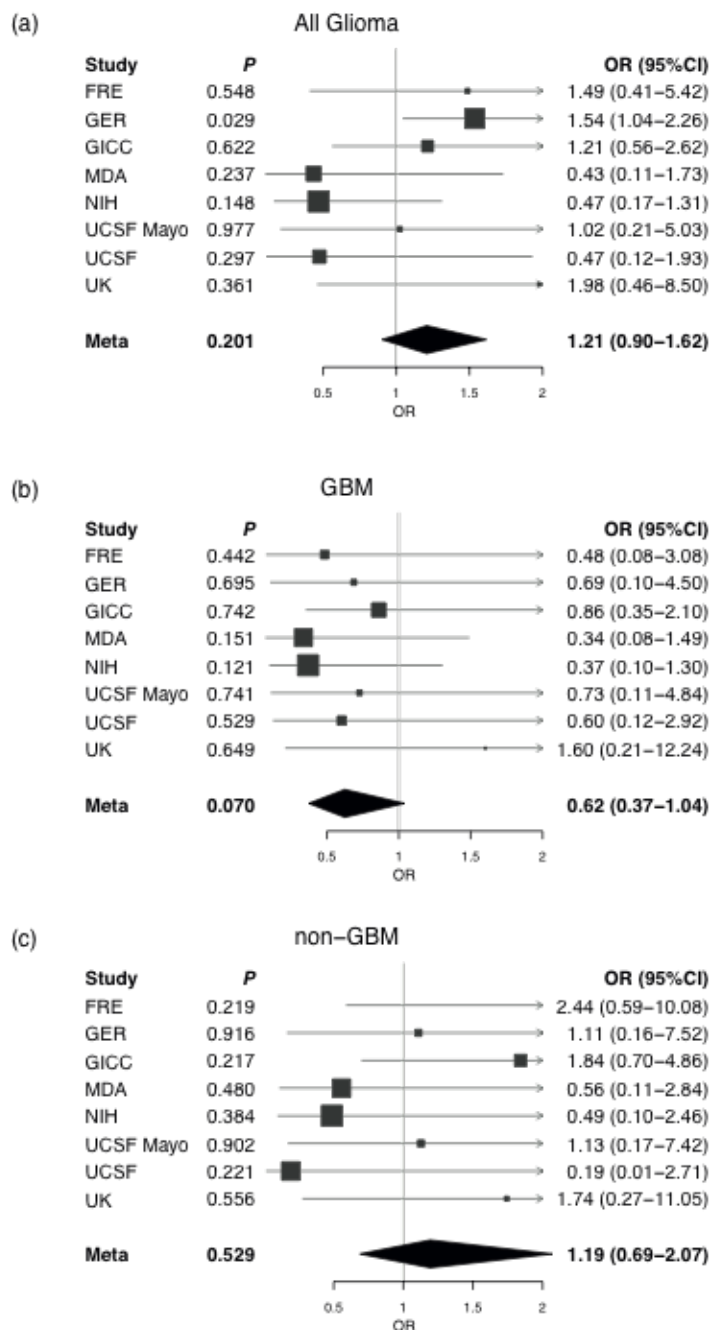 (a) All Glioma
Study P OR (95%CI)
FRE 0.548 1.49 (0.41–5.42)
GER 0.029 1.54 (1.04–2.26)
GICC 0.622 1.21 (0.56–2.62)
MDA 0.237 0.43 (0.11–1.73)
NIH 0.148 0.47 (0.17–1.31)
UCSF Mayo 0.977 1.02 (0.21–5.03)
UCSF 0.297 0.47 (0.12–1.93)
UK 0.361 1.98 (0.46–8.50)
Meta 0.201 1.21 (0.90–1.62)
0.5 1 1.5 2
OR
(b) GBM
Study P OR (95%CI)
FRE 0.442 0.48 (0.08–3.08)
GER 0.695 0.69 (0.10–4.50)
GICC 0.742 0.86 (0.35–2.10)
MDA 0.151 0.34 (0.08–1.49)
NIH 0.121 0.37 (0.10–1.30)
UCSF Mayo 0.741 0.73 (0.11–4.84)
UCSF 0.529 0.60 (0.12–2.92)
UK 0.649 1.60 (0.21–12.24)
Meta 0.070 0.62 (0.37–1.04)
0.5 1 1.5 2
OR
(c) non–GBM
Study P OR (95%CI)
FRE 0.219 2.44 (0.59–10.08)
GER 0.916 1.11 (0.16–7.52)
GICC 0.217 1.84 (0.70–4.86)
MDA 0.480 0.56 (0.11–2.84)
NIH 0.384 0.49 (0.10–2.46)
UCSF Mayo 0.902 1.13 (0.17–7.42)
UCSF 0.221 0.19 (0.01–2.71)
UK 0.556 1.74 (0.27–11.05)
Meta 0.529 1.19 (0.69–2.07)
0.5 1 1.5 2
OR